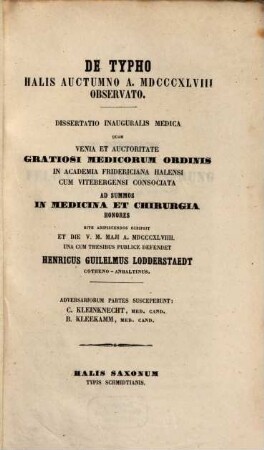 DE TYPHO
HALIS AUCTUMNO A. MDCCCXLVIII
OBSERVATO.
DISSERTATIO INAUGURALIS MEDICA
QUAM
VENIA ET AUCTORITATE
GRATIOSI MEDICORUM ORDINIS
IN ACADEMIA FRIDERICIANA HALENSI
CUM VITEBERGENSI CONSOCIATA
AD SUMMOS
IN MEDICINA ET CHIRURGIA
HONORES
RITE ADIPISCENDOS SCRIPSIT
ET DIE V. M. MAJI A. MDCCCXLVIIII.
UNA CUM THESIBUS PUBLICE DEFENDET
HENRICUS GUILELMUS LODDERSTAEDT
COTHENO-ANHALTINUS.
ADVERSARIORUM PARTES SUSCEPERUNT:
C. KLEINKNECHT, MED. CAND.
B. KLEEKAMM, MED. CAND.
HALIS SAXONUM
TYPIS SCHMIDTIANIS.